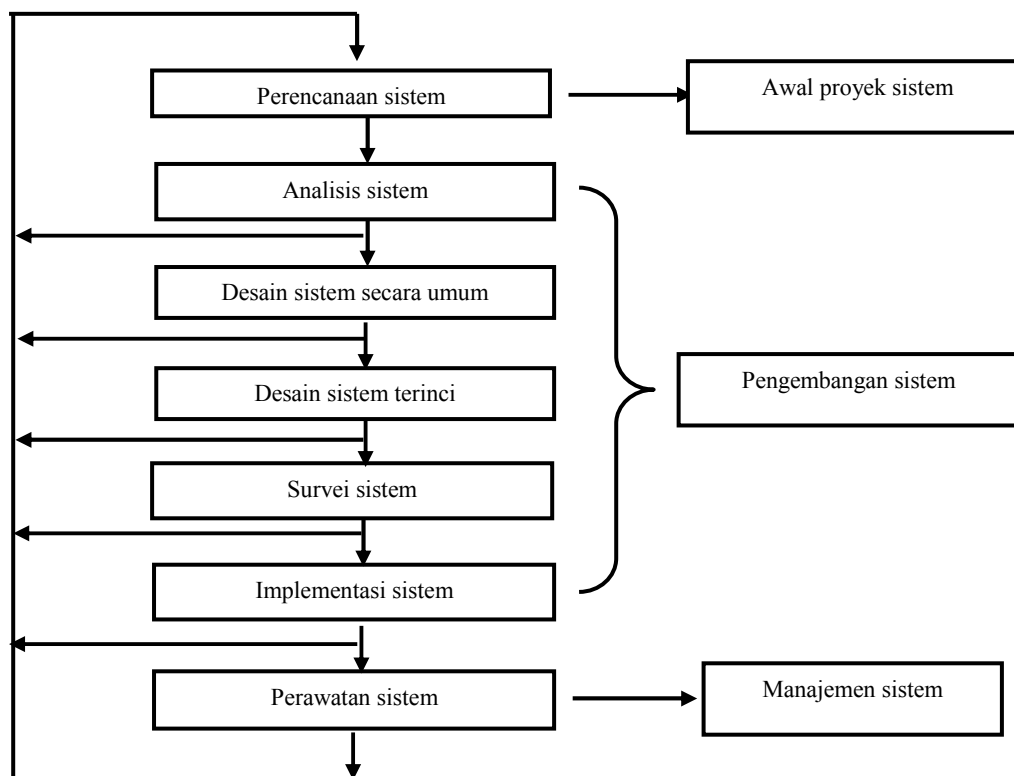 Perencanaan sistem
Awal proyek sistem
Analisis sistem
Desain sistem secara umum
Pengembangan sistem
Desain sistem terinci
Survei sistem
Implementasi sistem
Perawatan sistem
Manajemen sistem